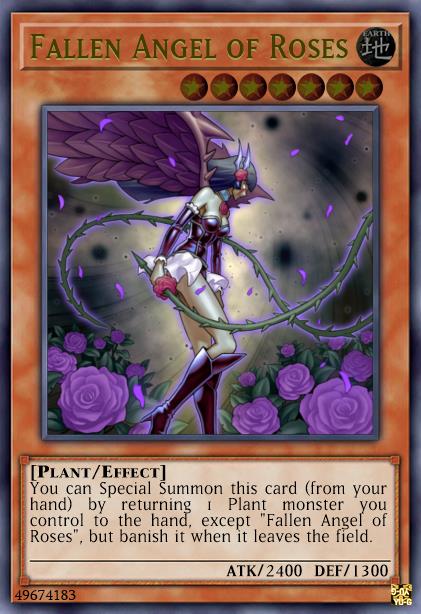 FALLEN ANGEL OF ROSES
EARTH
地
[PLANT/EFFECT]
You can Special Summon this card (from your
hand) by returning 1 Plant monster you
control to the hand, except "Fallen Angel of
Roses", but banish it when it leaves the field.
ATK/2400 DEF/1300
49674183